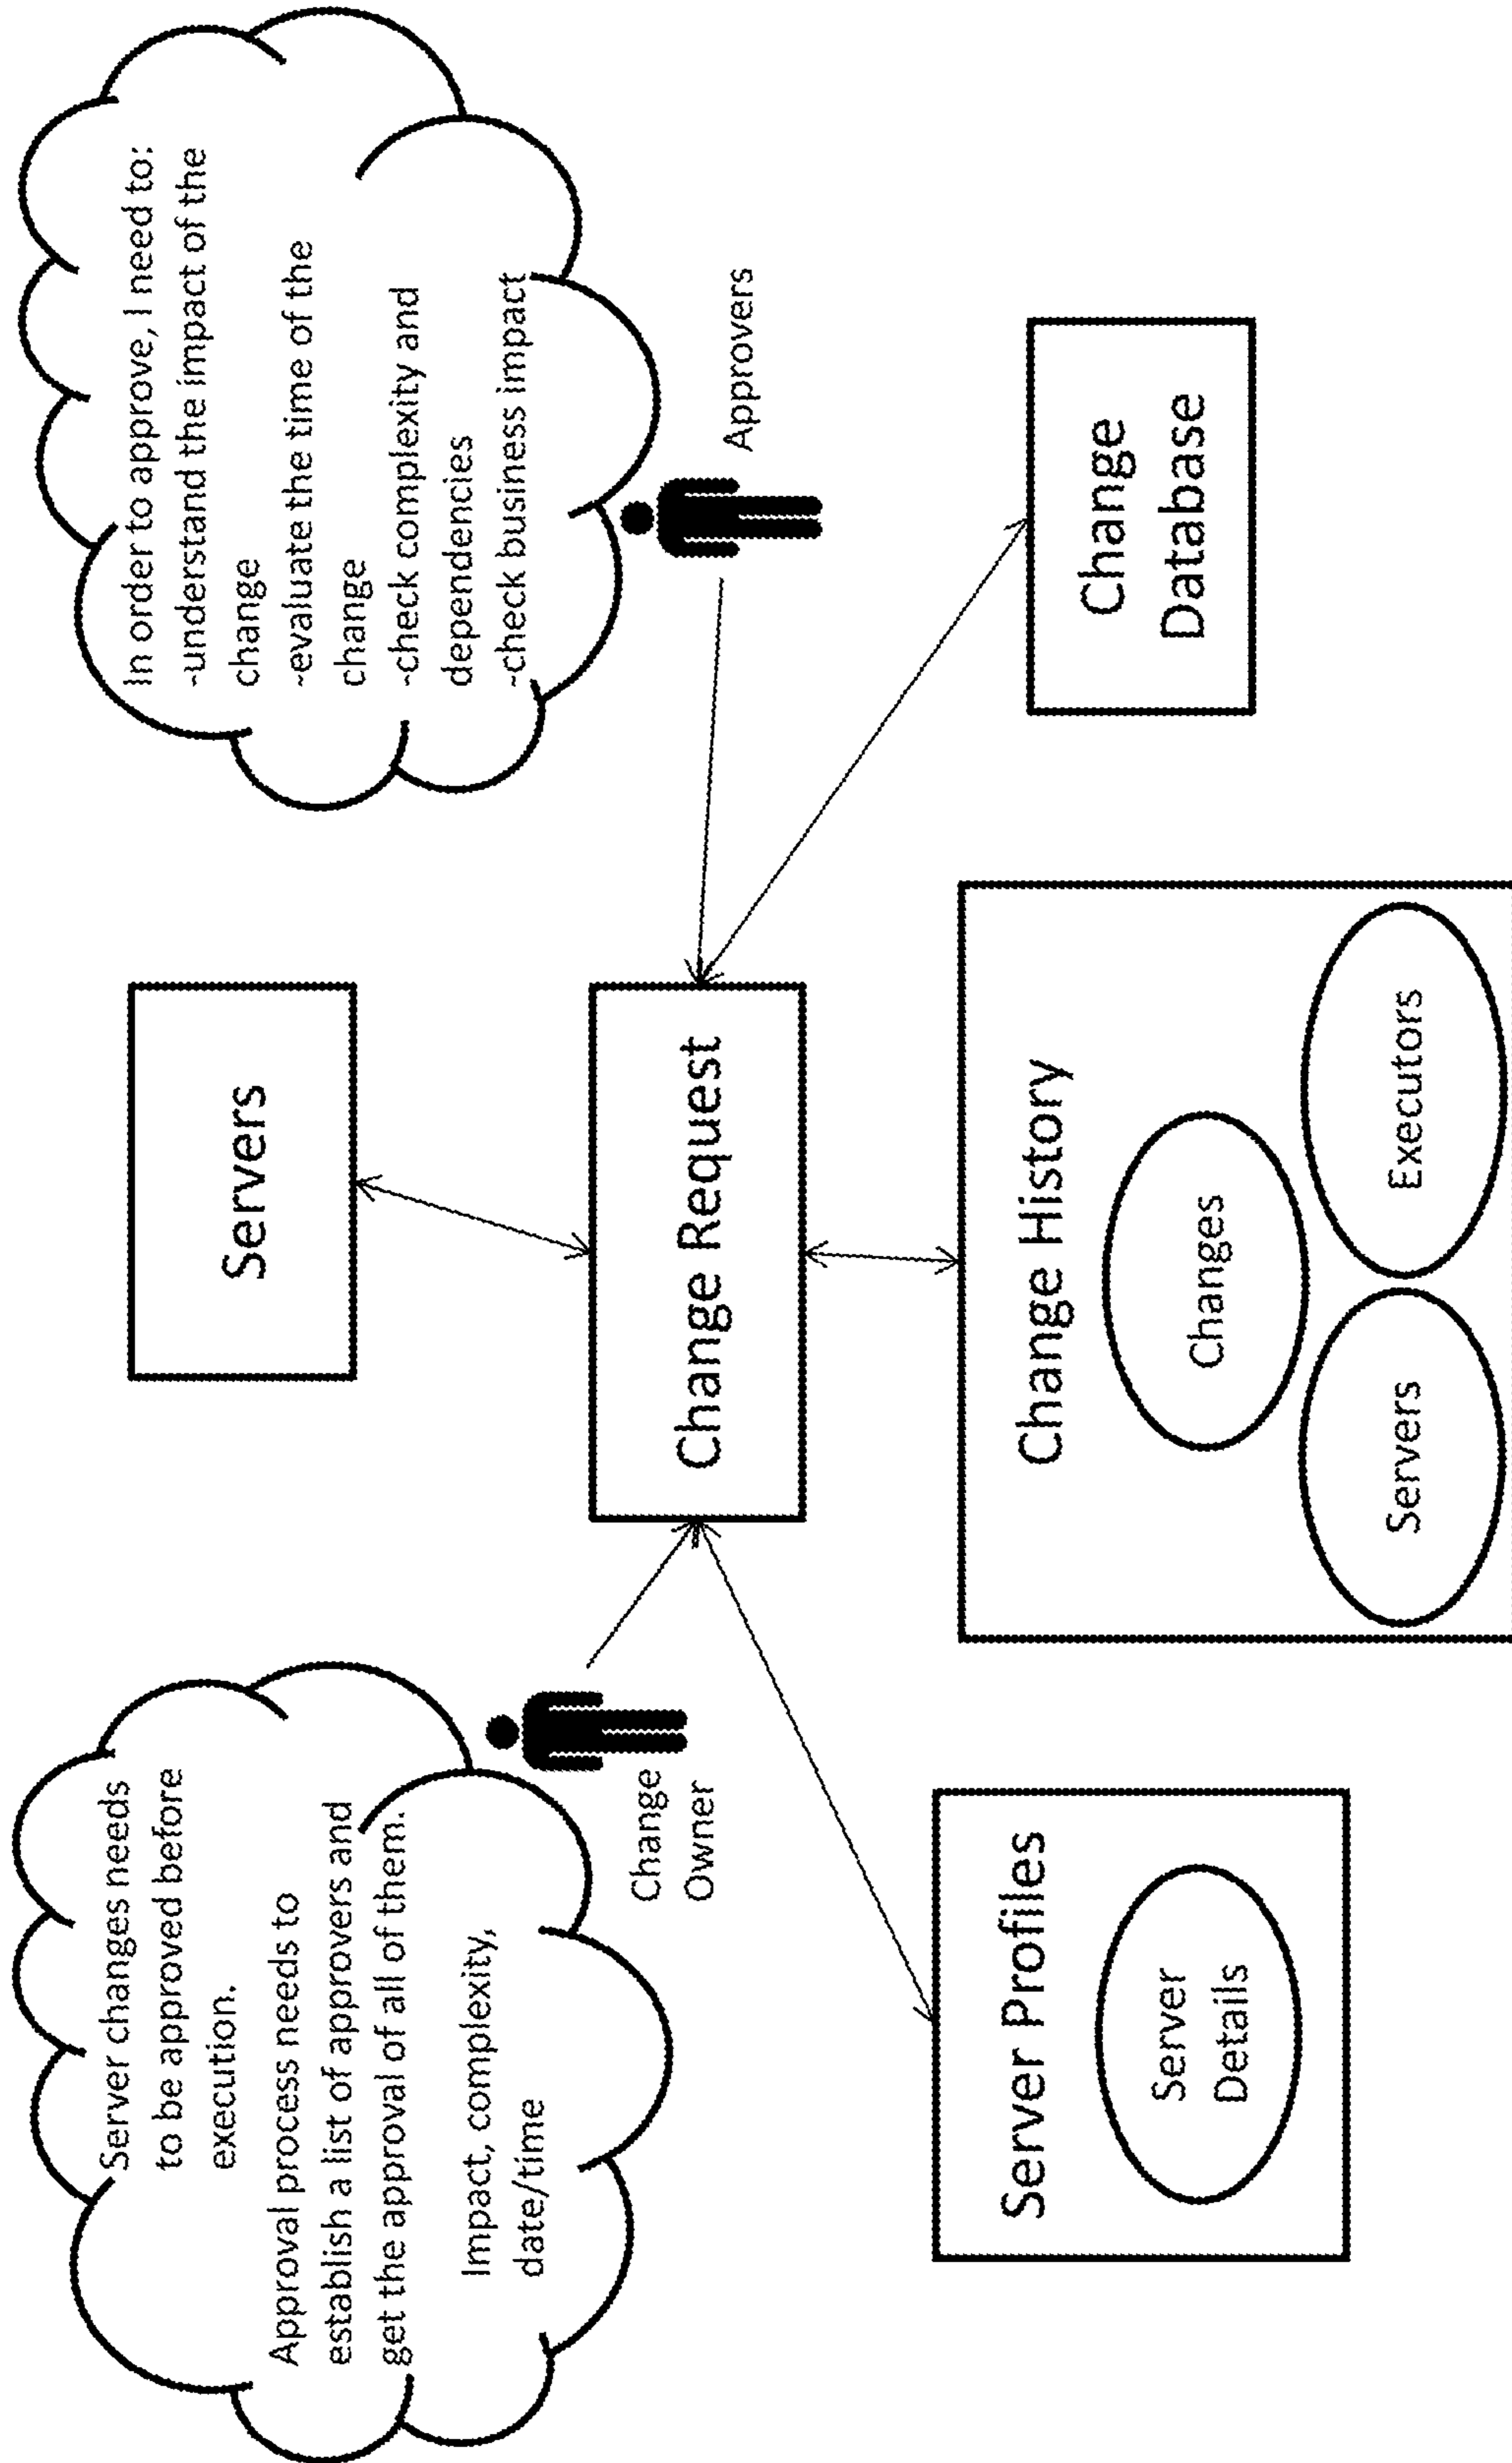 Server changes needs
to be approved before
execution.
Approval process needs to
establish a list of approvers and
get the approval of all of them.
Impact, complexity,
date/time
Change
Owner
Servers
In order to approve, I need to:
-understand the impact of the
change
-evaluate the time of the
change
-check complexity and
dependencies
-check business impact
Approvers
Change Request
Server Profiles
Server
Details
Change History
Changes
Servers
Executors
Change
Database